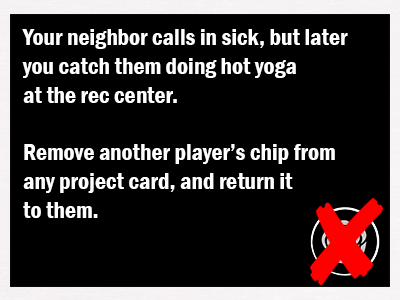 Your neighbor calls in sick, but later
you catch them doing hot yoga
at the rec center.
Remove another player’s chip from
any project card, and return it
to them.